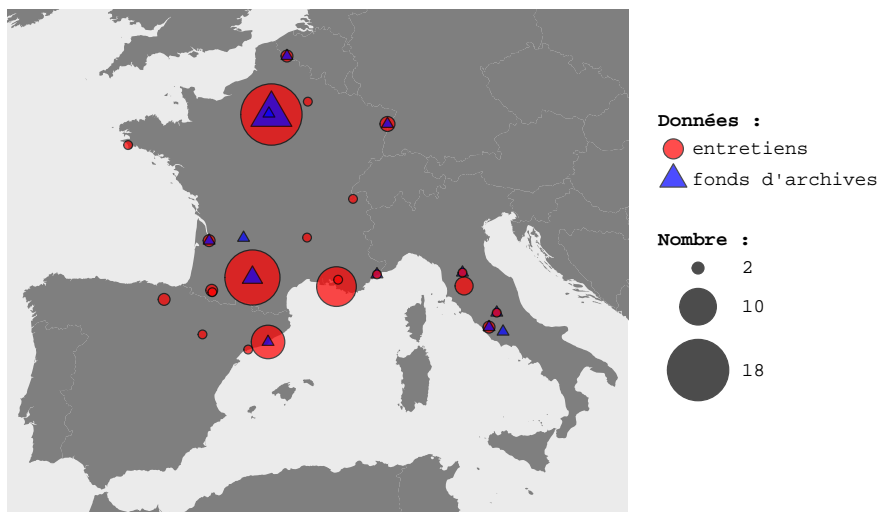 Données :
entretiens
fonds d'archives
Nombre :
2
10
18